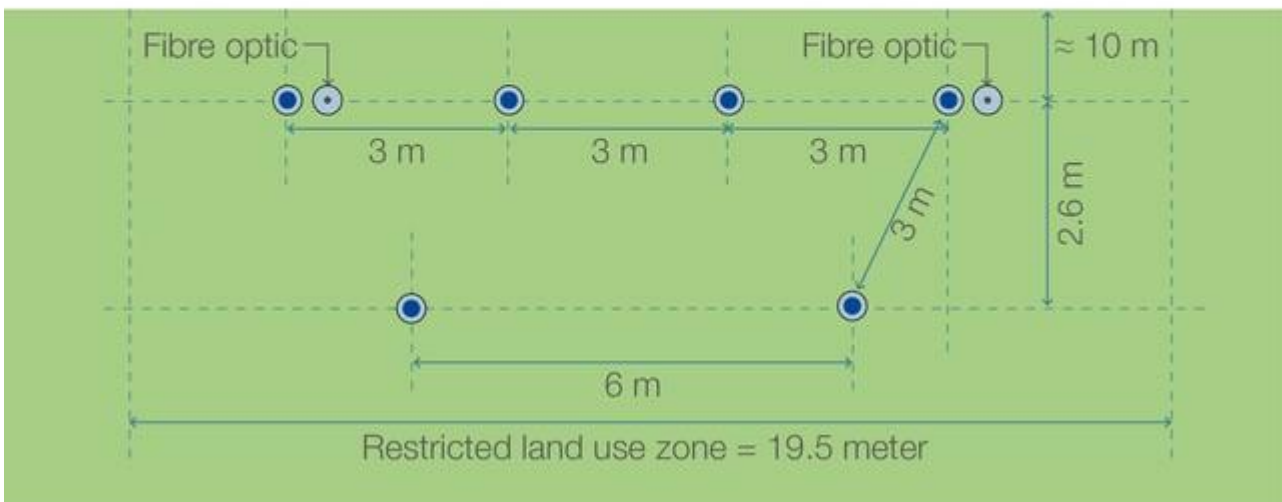 Fibre optic
Fibre optic
≈ 10 m
3 m
3 m
3 m
3 m
2.6 m
6 m
Restricted land use zone = 19.5 meter